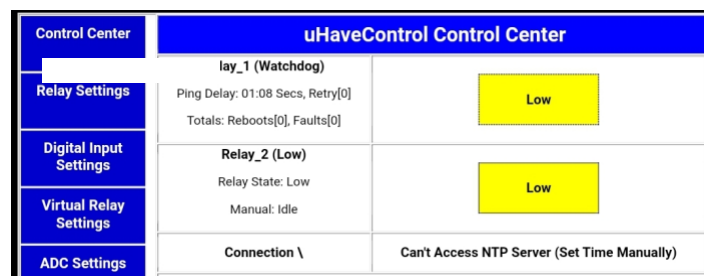 Control Center
uHaveControl Control Center
lay_1 (Watchdog)
Relay Settings
Ping Delay: 01:08 Secs, Retry[0]
Low
Totals: Reboots[0], Faults[0]
Digital Input
Settings
Relay_2 (Low)
Relay State: Low
Low
Virtual Relay
Settings
Manual: Idle
ADC Settings
Connection \
Can't Access NTP Server (Set Time Manually)